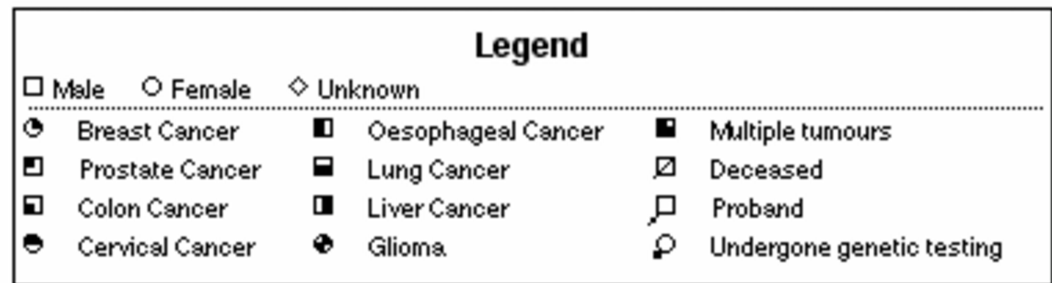 Legend
Male Female Unknown
Breast Cancer Oesophageal Cancer Multiple tumours
Prostate Cancer Lung Cancer Deceased
Colon Cancer Liver Cancer Proband
Cervical Cancer Glioma Undergone genetic testing